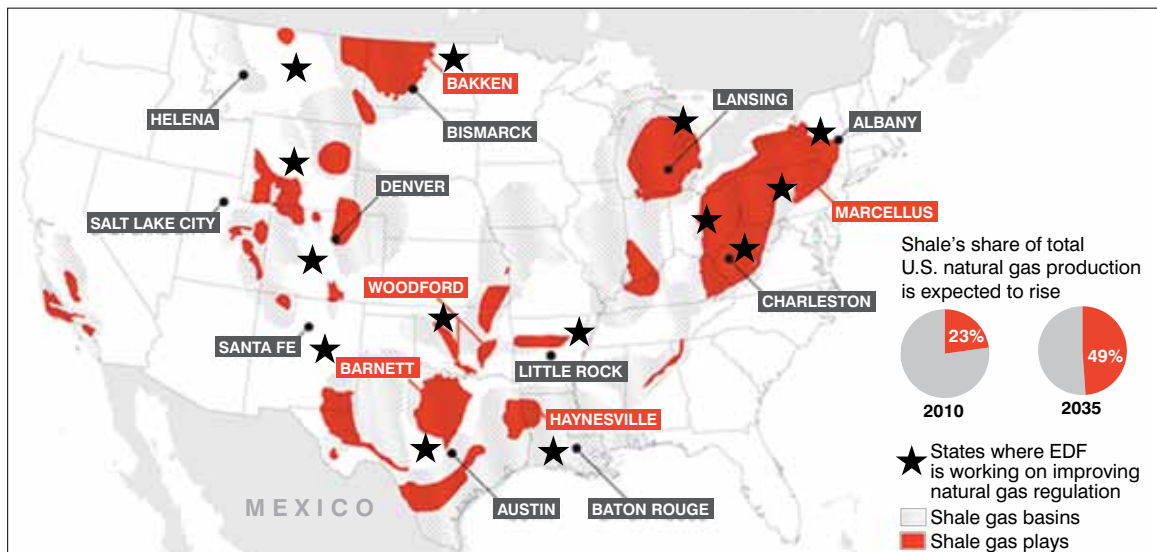 BAKKEN
LANSING
HELENA
BISMARCK
ALBANY
DENVER
SALT LAKE CITY
MARCELLUS
WOODFORD
CHARLESTON
SANTA FE
BARNETT
LITTLE ROCK
HAYNESVILLE
MEXICO
AUSTIN
BATON ROUGE
Shale's share of total
U.S. natural gas production
is expected to rise
23%
49%
2010
2035
States where EDF
is working on improving
natural gas regulation
Shale gas basins
Shale gas plays